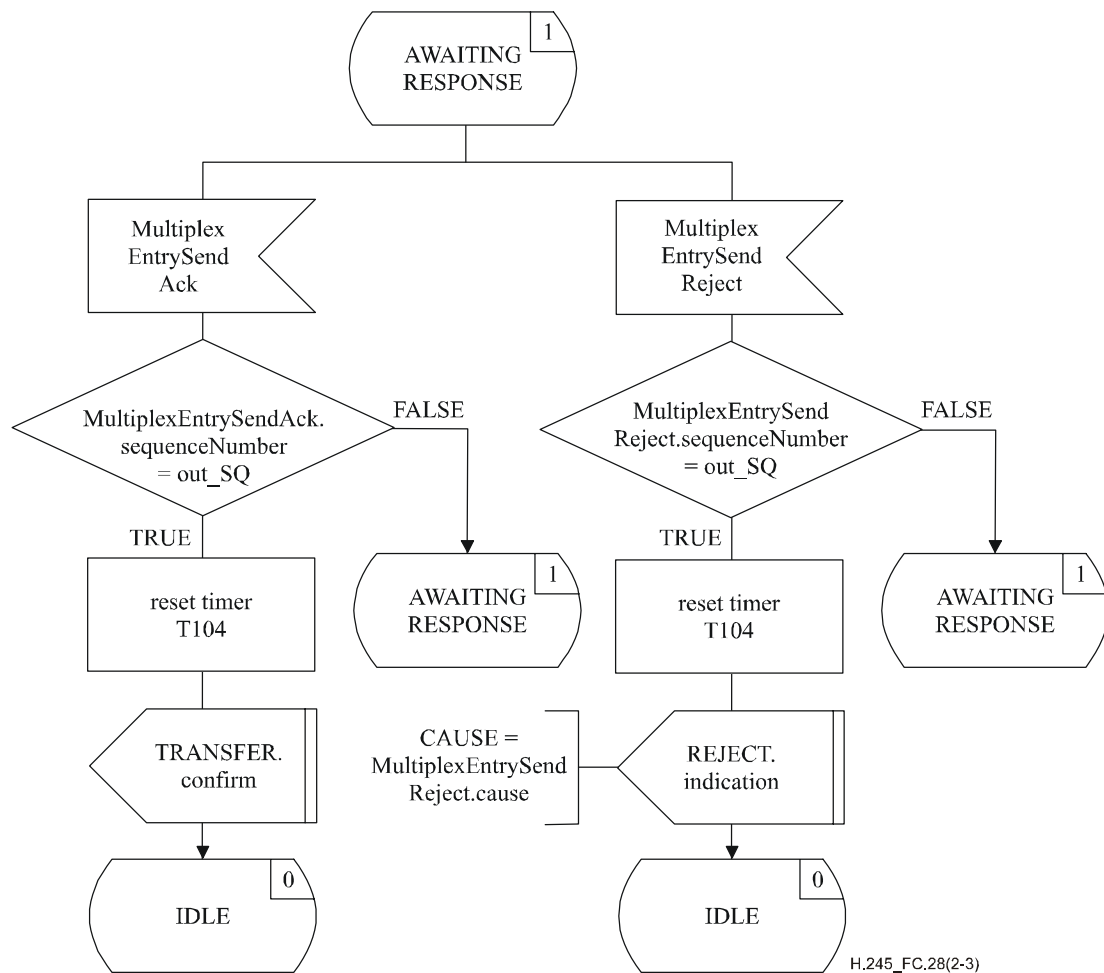 1
AWAITING
RESPONSE
Multiplex
EntrySend
Ack
Multiplex
EntrySend
Reject
MultiplexEntrySendAck.
sequenceNumber
= out_SQ
FALSE
TRUE
MultiplexEntrySend
Reject.sequenceNumber
= out_SQ
FALSE
TRUE
reset timer
T104
1
AWAITING
RESPONSE
reset timer
T104
1
AWAITING
RESPONSE
TRANSFER.
confirm
CAUSE =
MultiplexEntrySend
Reject.cause
REJECT.
indication
0
IDLE
0
IDLE
H.245_FC.28(2-3)